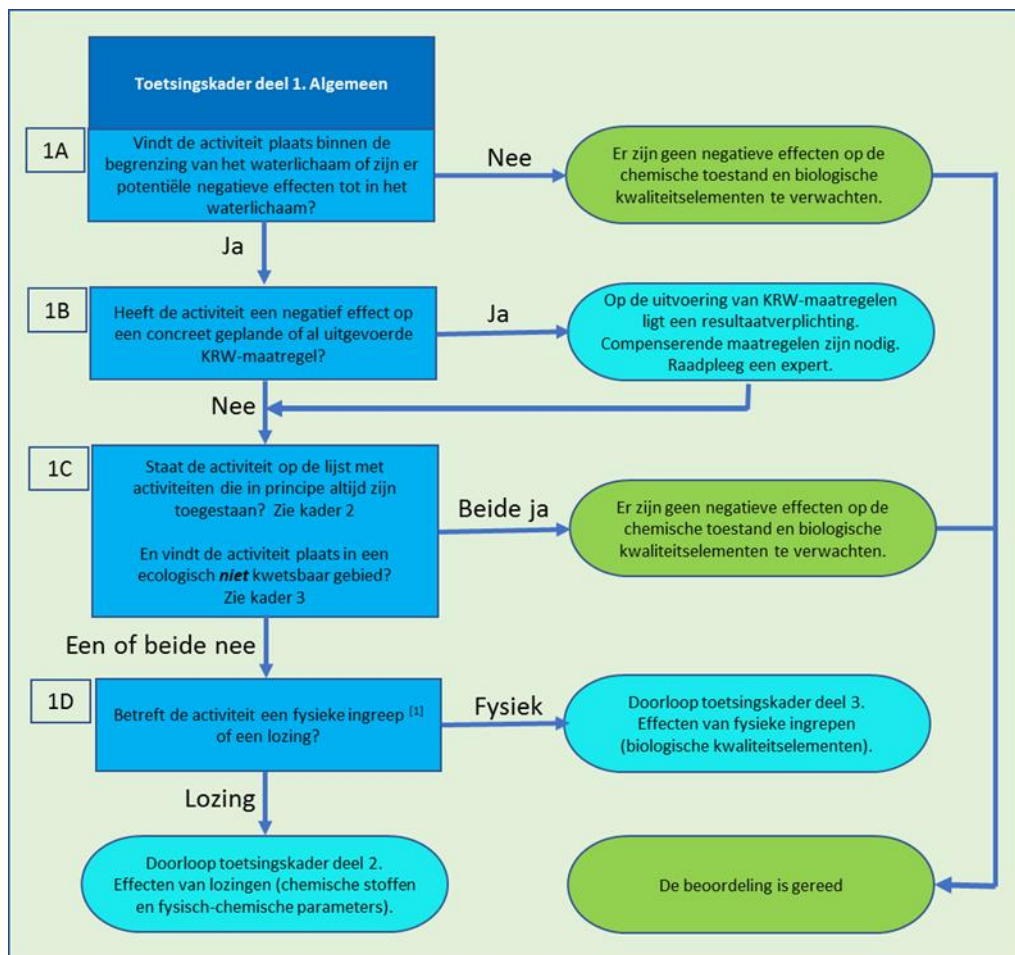 Toetsingskader deel 1. Algemeen
1A
Vindt de activiteit plaats binnen de
begrenzing van het waterlichaam of zijn er
potentiële negatieve effecten tot in het
waterlichaam?
Nee
Er zijn geen negatieve effecten op de
chemische toestand en biologische
kwaliteitselementen te verwachten.
Ja
1B
Heeft de activiteit een negatief effect op
een concreet geplande of al uitgevoerde
KRW-maatregel?
Ja
Op de uitvoering van KRW-maatregelen
ligt een resultaatverplichting.
Compenserende maatregelen zijn nodig.
Raadpleeg een expert.
Nee
1C
Staat de activiteit op de lijst met
activiteiten die in principe altijd zijn
toegestaan? Zie kader 2
En vindt de activiteit plaats in een
ecologisch niet kwetsbaar gebied?
Zie kader 3
Beide ja
Er zijn geen negatieve effecten op de
chemische toestand en biologische
kwaliteitselementen te verwachten.
Een of beide nee
1D
Betreft de activiteit een fysieke ingreep [1]
of een lozing?
Fysiek
Doorloop toetsingskader deel 3.
Effecten van fysieke ingrepen
(biologische kwaliteitselementen).
Lozing
Doorloop toetsingskader deel 2.
Effecten van lozingen (chemische stoffen
en fysisch-chemische parameters).
De beoordeling is gereed